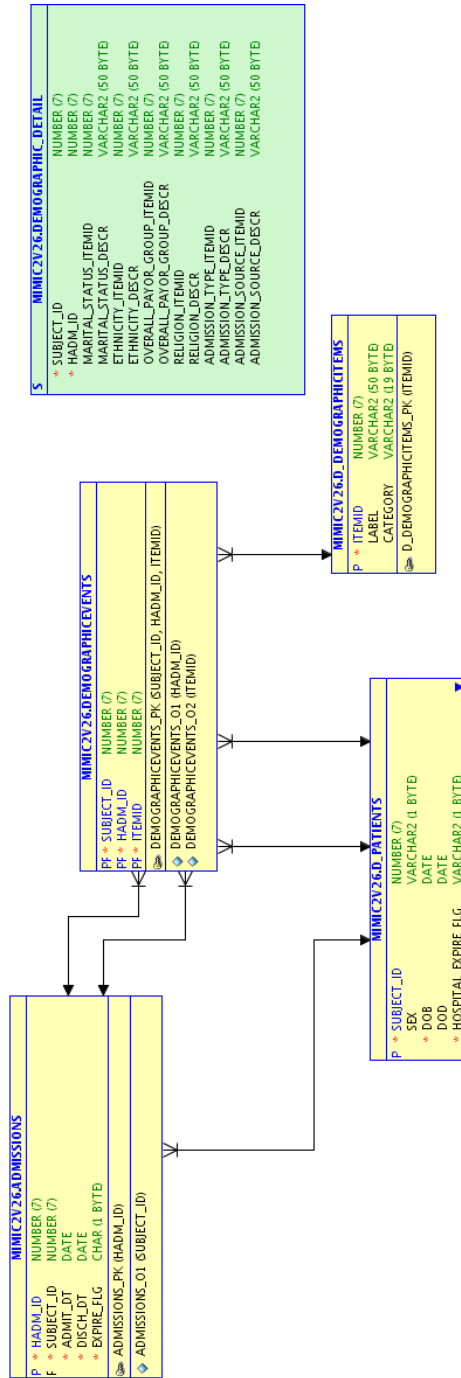 MIMIC2V26.ADMISSIONS
P * HADM_ID NUMBER (7)
F * SUBJECT_ID NUMBER (7)
* ADMIT_DT DATE
* DISCH_DT DATE
* EXPIRE_FLG CHAR (1 BYTE)
ADMISSIONS_PK (HADM_ID)
ADMISSIONS_O1 (SUBJECT_ID)
MIMIC2V26.DEMOGRAPHICEVENTS
PF * SUBJECT_ID NUMBER (7)
PF * HADM_ID NUMBER (7)
PF * ITEMID NUMBER (7)
DEMOGRAPHICEVENTS_PK (SUBJECT_ID, HADM_ID, ITEMID)
DEMOGRAPHICEVENTS_O1 (HADM_ID)
DEMOGRAPHICEVENTS_O2 (ITEMID)
S MIMIC2V26.DEMOGRAPHIC_DETAIL
* SUBJECT_ID NUMBER (7)
* HADM_ID NUMBER (7)
MARITAL_STATUS_ITEMID NUMBER (7)
MARITAL_STATUS_DESCR VARCHAR2 (50 BYTE)
ETHNICITY_ITEMID NUMBER (7)
ETHNICITY_DESCR VARCHAR2 (50 BYTE)
OVERALL_PAYOR_GROUP_ITEMID NUMBER (7)
OVERALL_PAYOR_GROUP_DESCR VARCHAR2 (50 BYTE)
RELIGION_ITEMID NUMBER (7)
RELIGION_DESCR VARCHAR2 (50 BYTE)
ADMISSION_TYPE_ITEMID NUMBER (7)
ADMISSION_TYPE_DESCR VARCHAR2 (50 BYTE)
ADMISSION_SOURCE_ITEMID NUMBER (7)
ADMISSION_SOURCE_DESCR VARCHAR2 (50 BYTE)
MIMIC2V26.D_PATIENTS
P * SUBJECT_ID NUMBER (7)
SEX VARCHAR2 (1 BYTE)
* DOB DATE
DOD DATE
* HOSPITAL_EXPIRE_FLG VARCHAR2 (1 BYTE)
MIMIC2V26.D_DEMOGRAPHICITEMS
P * ITEMID NUMBER (7)
LABEL VARCHAR2 (50 BYTE)
CATEGORY VARCHAR2 (19 BYTE)
D_DEMOGRAPHICITEMS_PK (ITEMID)